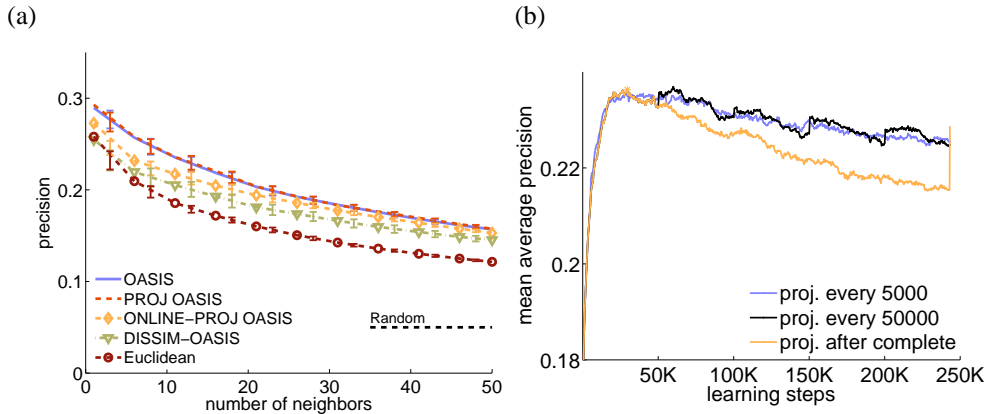 (a)
0.3
0.2
0.1
0
precision
OASIS
PROJ OASIS
ONLINE−PROJ OASIS
DISSIM−OASIS
Euclidean
Random
0 10 20 30 40 50
number of neighbors
(b)
0.22
0.2
0.18
mean average precision
proj. every 5000
proj. every 50000
proj. after complete
50K 100K 150K 200K 250K
learning steps